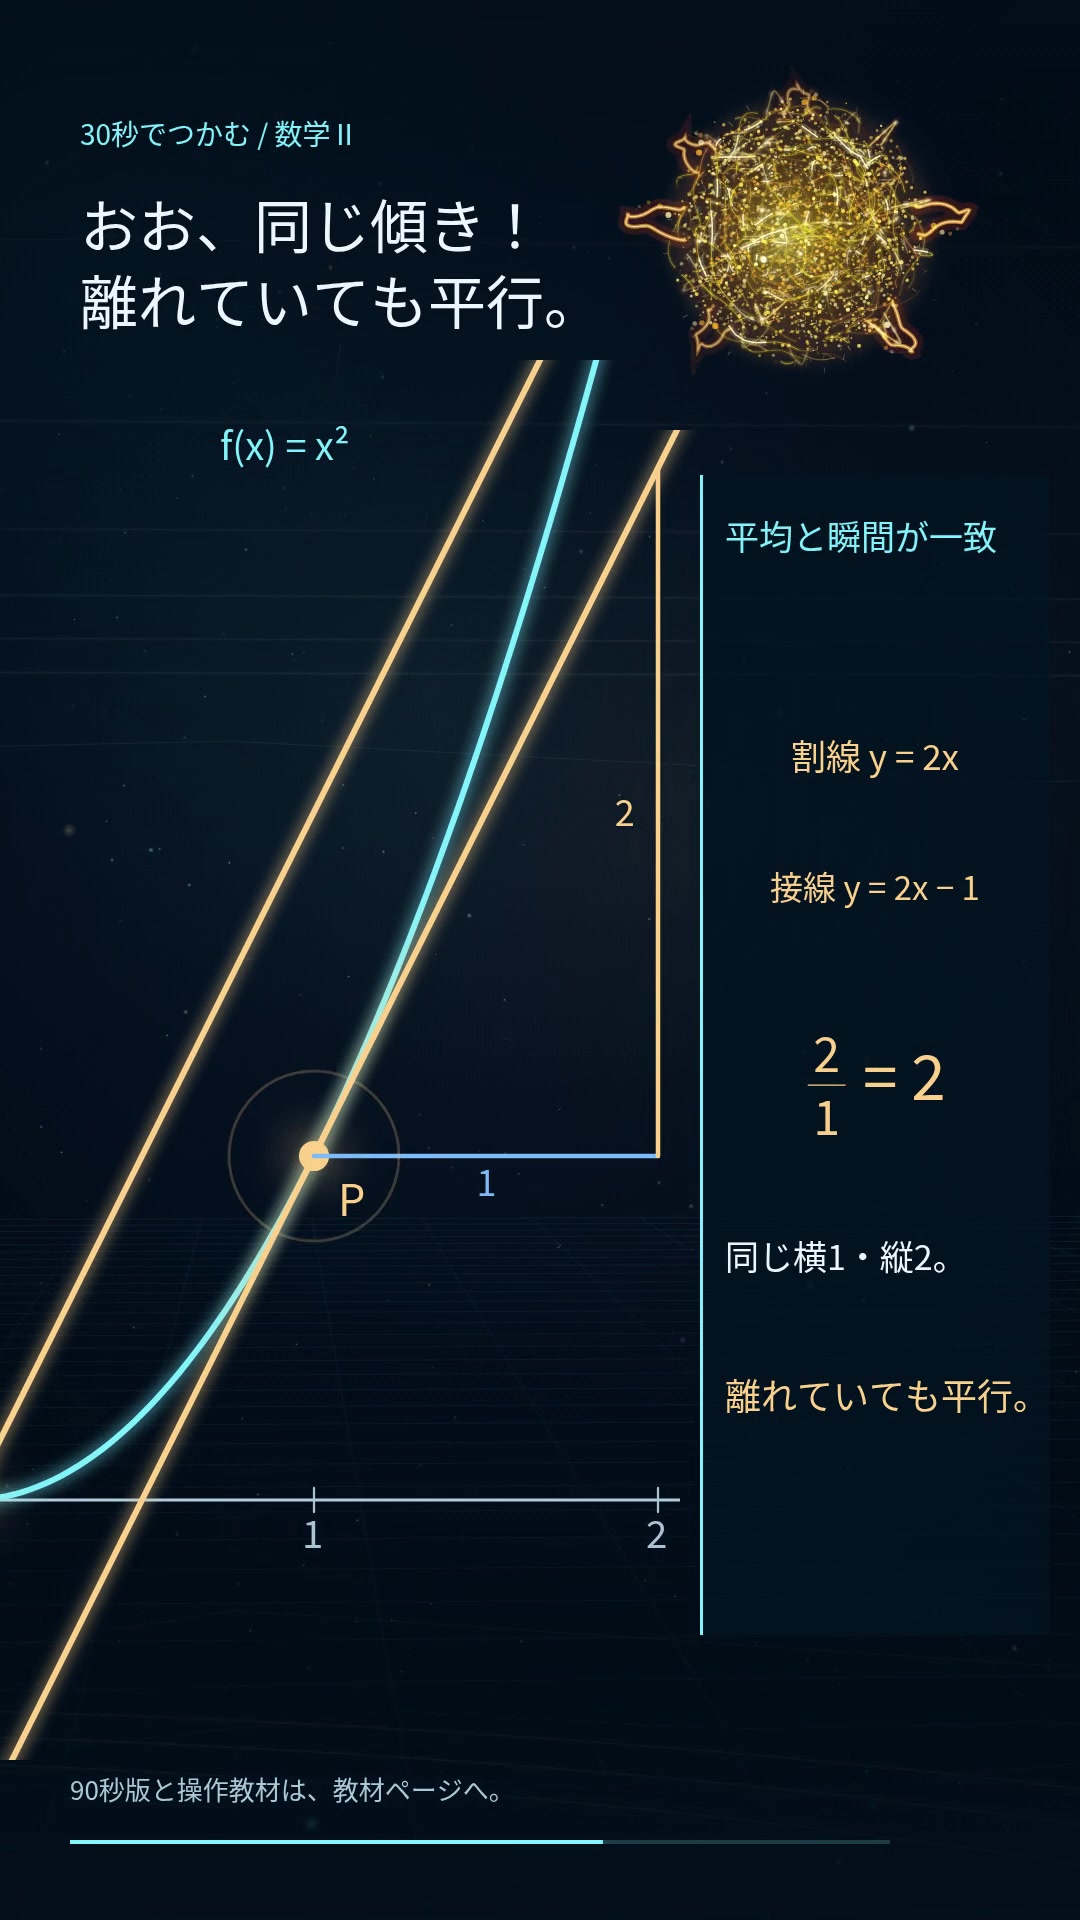 30秒でつかむ / 数学 II
おお、同じ傾き！
離れていても平行。
f(x) = x²
平均と瞬間が一致
割線 y = 2x
2
接線 y = 2x − 1
2
1
= 2
P
1
同じ横1・縦2。
離れていても平行。
1
2
90秒版と操作教材は、教材ページへ。